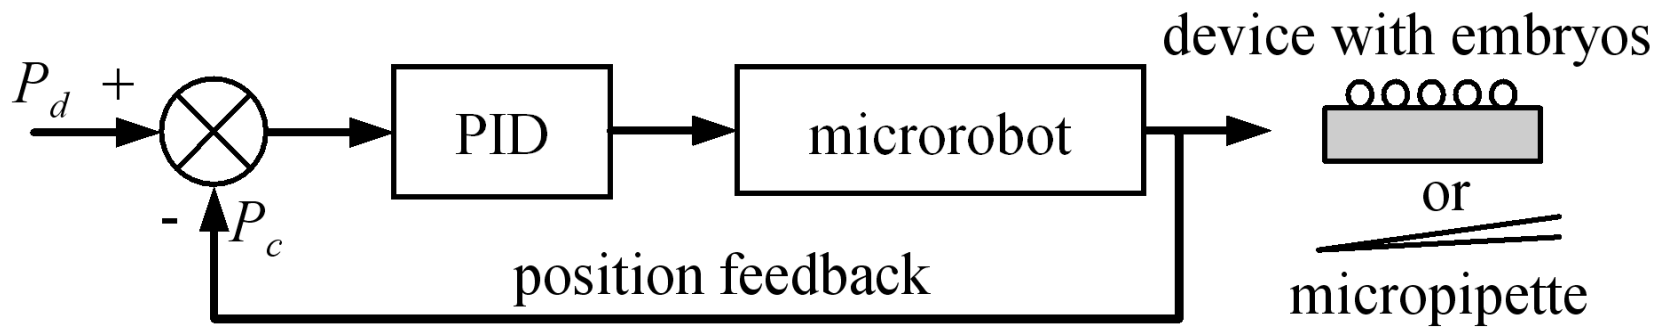 device with embryos
P_d +
PID
microrobot
or
- P_c
position feedback
micropipette